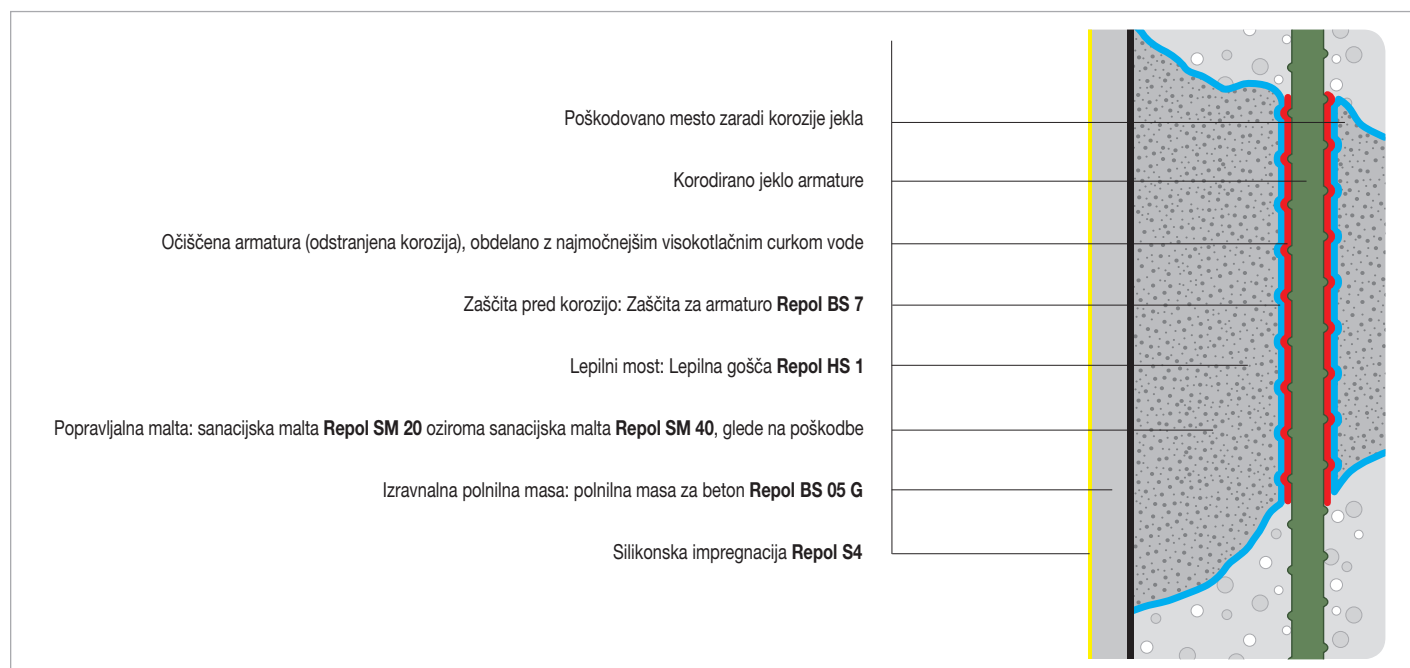 Poškodovano mesto zaradi korozije jekla
Korodirano jeklo armature
Očiščena armatura (odstranjena korozija), obdelano z najmočnejšim visokotlačnim curkom vode
Zaščita pred korozijo: Zaščita za armaturo Repol BS 7
Lepilni most: Lepilna gošča Repol HS 1
Popravljalna malta: sanacijska malta Repol SM 20 oziroma sanacijska malta Repol SM 40, glede na poškodbe
Izravnalna polnilna masa: polnilna masa za beton Repol BS 05 G
Silikonska impregnacija Repol S4